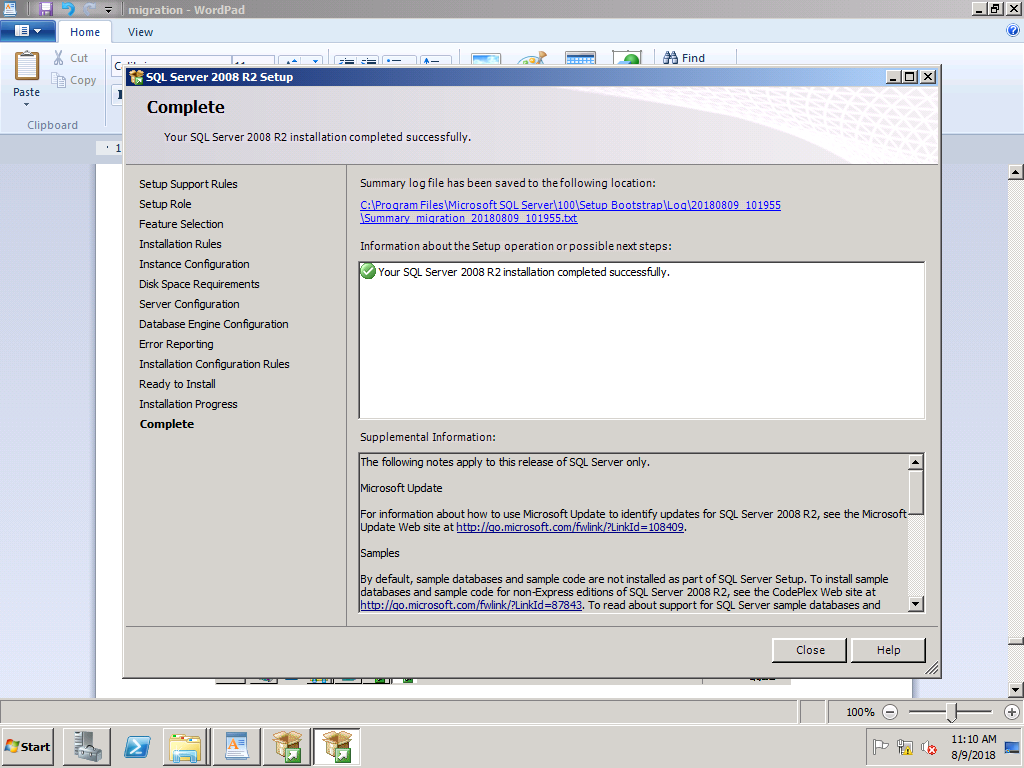 migration - WordPad
Home
View
Paste
Cut
Copy
Clipboard
Find
SQL Server 2008 R2 Setup
Complete
Your SQL Server 2008 R2 installation completed successfully.
Setup Support Rules
Setup Role
Feature Selection
Installation Rules
Instance Configuration
Disk Space Requirements
Server Configuration
Database Engine Configuration
Error Reporting
Installation Configuration Rules
Ready to Install
Installation Progress
Complete
Summary log file has been saved to the following location:
C:\Program Files\Microsoft SQL Server\100\Setup Bootstrap\Log\20180809_101955
\Summary_migration_20180809_101955.txt
Information about the Setup operation or possible next steps:
Your SQL Server 2008 R2 installation completed successfully.
Supplemental Information:
The following notes apply to this release of SQL Server only.
Microsoft Update
For information about how to use Microsoft Update to identify updates for SQL Server 2008 R2, see the Microsoft
Update Web site at http://go.microsoft.com/fwlink/?LinkId=108409.
Samples
By default, sample databases and sample code are not installed as part of SQL Server Setup. To install sample
databases and sample code for non-Express editions of SQL Server 2008 R2, see the CodePlex Web site at
http://go.microsoft.com/fwlink/?LinkId=87843. To read about support for SQL Server sample databases and
Close
Help
100%
Start
11:10 AM
8/9/2018